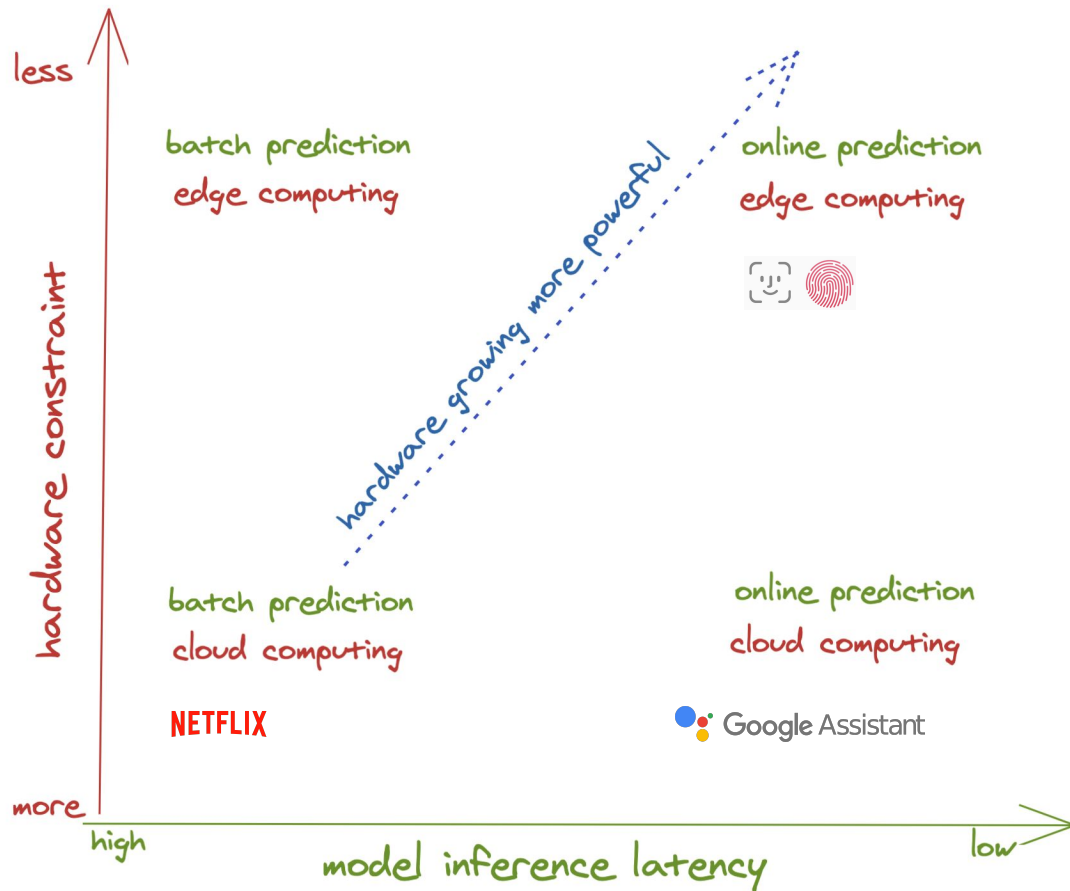 less
batch prediction
edge computing
online prediction
edge computing
hardware growing more powerful
hardware constraint
batch prediction
cloud computing
NETFLIX
online prediction
cloud computing
Google Assistant
more
high
low
model inference latency